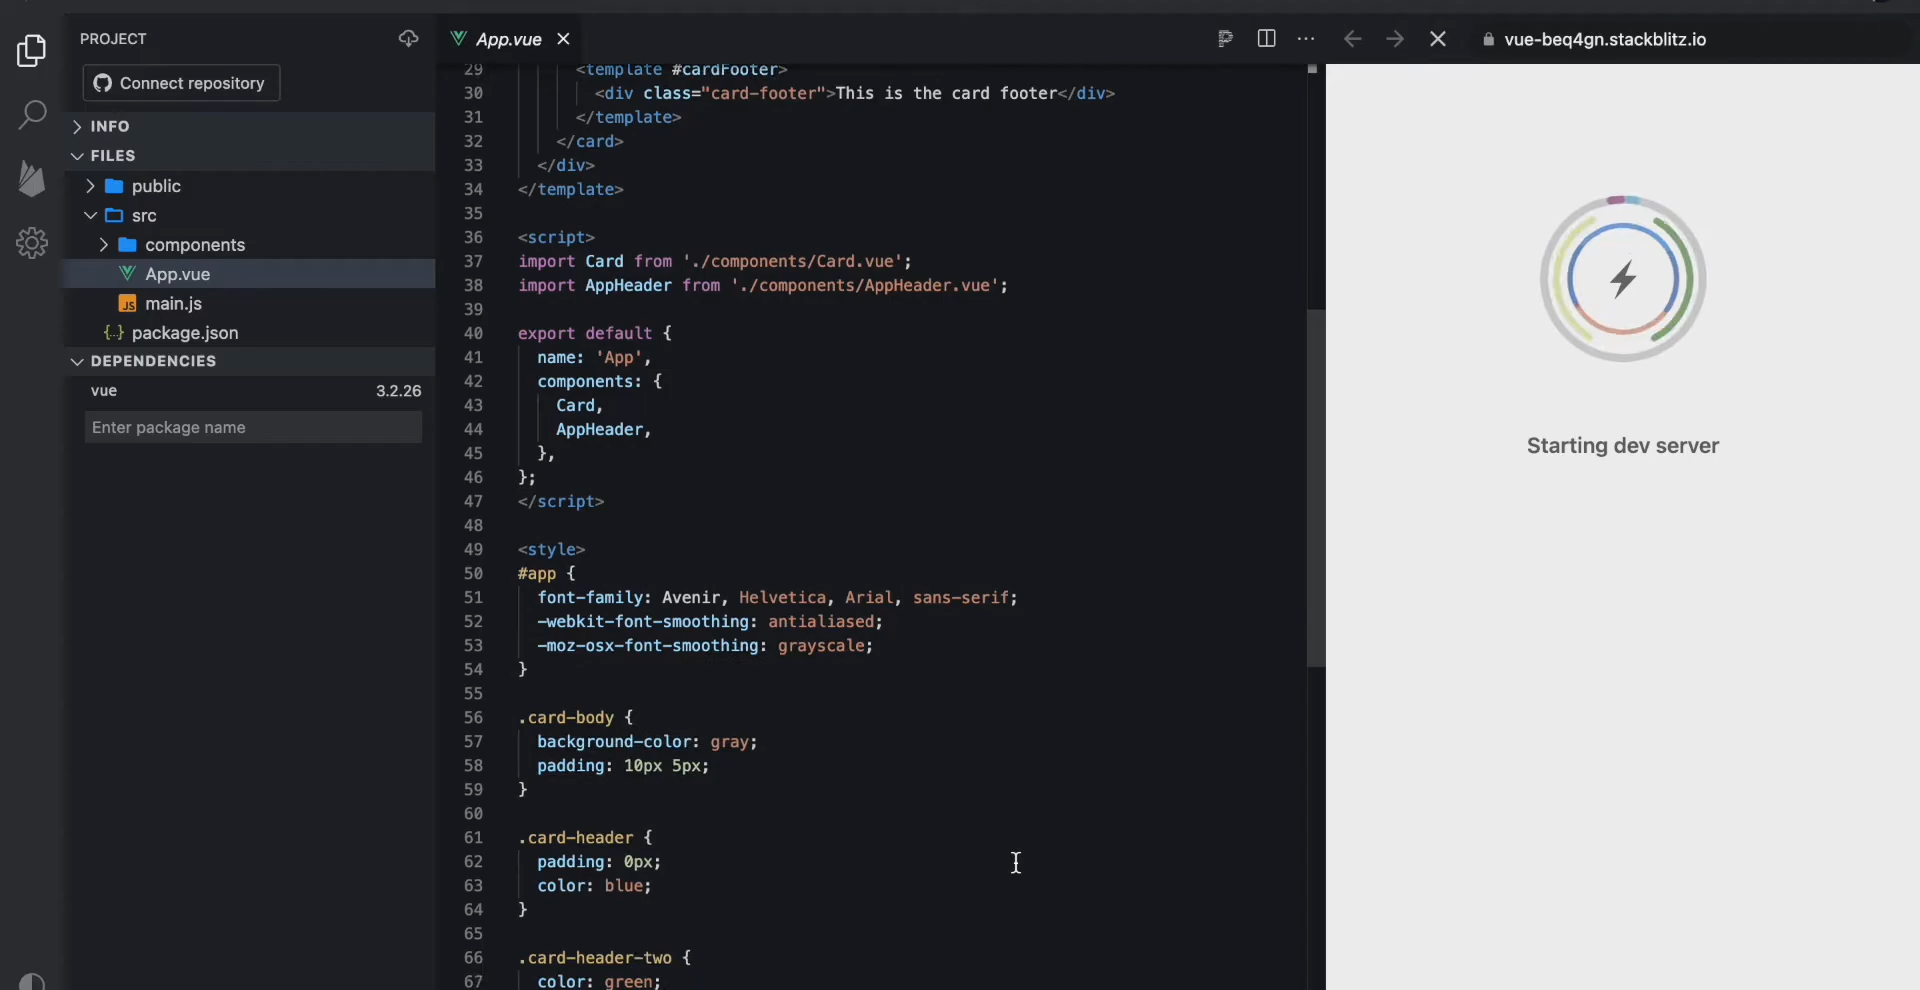 PROJECT
Connect repository
INFO
FILES
public
src
components
App.vue
main.js
package.json
DEPENDENCIES
vue 3.2.26
Enter package name
App.vue
29 <template #cardFooter>
30 <div class="card-footer">This is the card footer</div>
31 </template>
32 </card>
33 </div>
34 </template>
35
36 <script>
37 import Card from './components/Card.vue';
38 import AppHeader from './components/AppHeader.vue';
39
40 export default {
41 name: 'App',
42 components: {
43 Card,
44 AppHeader,
45 },
46 };
47 </script>
48
49 <style>
50 #app {
51 font-family: Avenir, Helvetica, Arial, sans-serif;
52 -webkit-font-smoothing: antialiased;
53 -moz-osx-font-smoothing: grayscale;
54 }
55
56 .card-body {
57 background-color: gray;
58 padding: 10px 5px;
59 }
60
61 .card-header {
62 padding: 0px;
63 color: blue;
64 }
65
66 .card-header-two {
67 color: green;
vue-beq4gn.stackblitz.io
Starting dev server